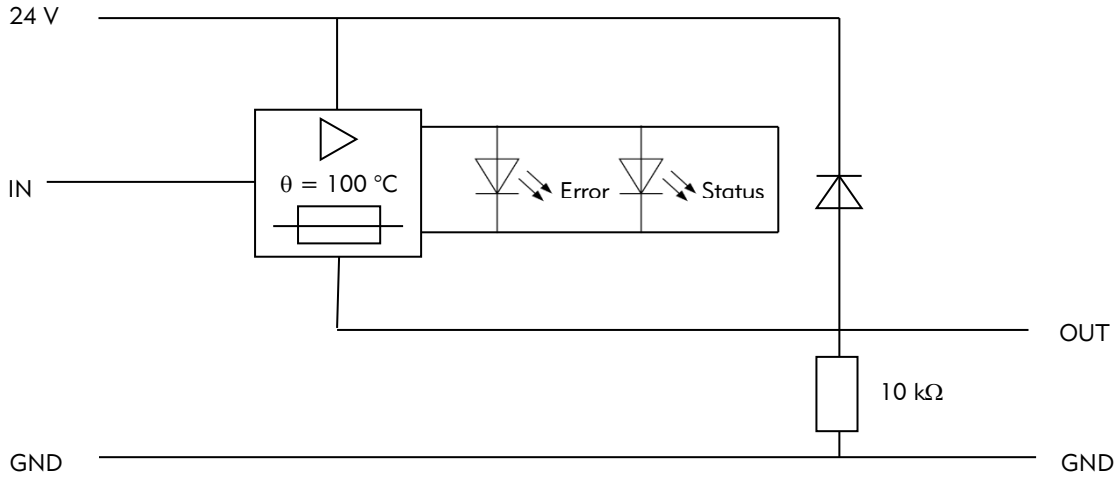 24 V
IN
θ = 100 °C
Error
Status
OUT
10 kΩ
GND
GND